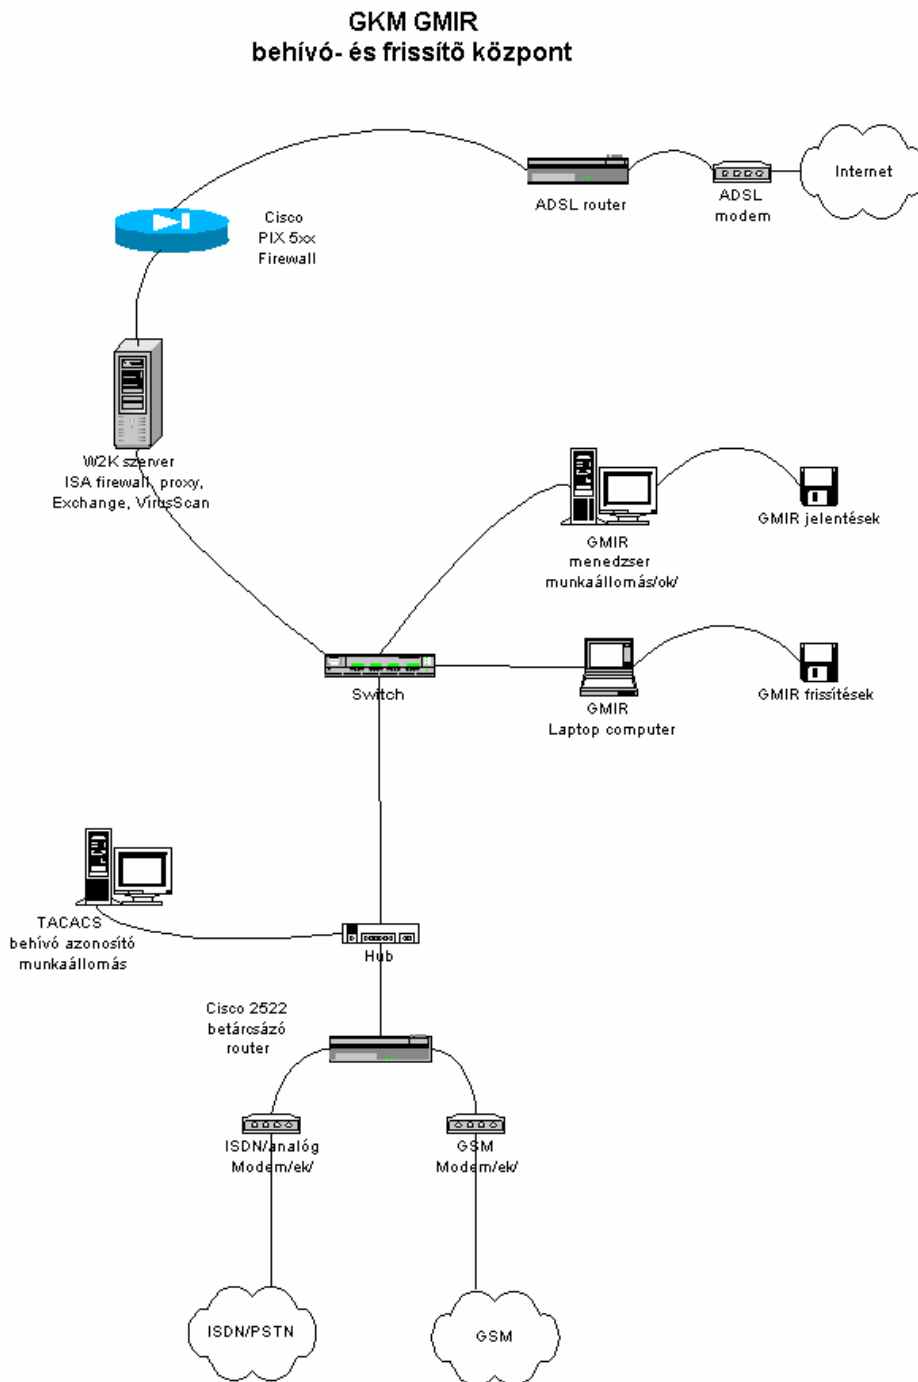 GKM GMIR
behívó- és frissítõ központ
Internet
ADSL router
ADSL
modem
Cisco
PIX 5xx
Firewall
W2K szerver
ISA firewall, proxy,
Exchange, VirusScan
GMIR
menedzser
munkaállomás/ok/
GMIR jelentések
Switch
GMIR
Laptop computer
GMIR frissítések
TACACS
behívó azonosító
munkaállomás
Hub
Cisco 2522
betárcsázó
router
ISDN/analóg
Modem/ek/
GSM
Modem/ek/
ISDN/PSTN
GSM